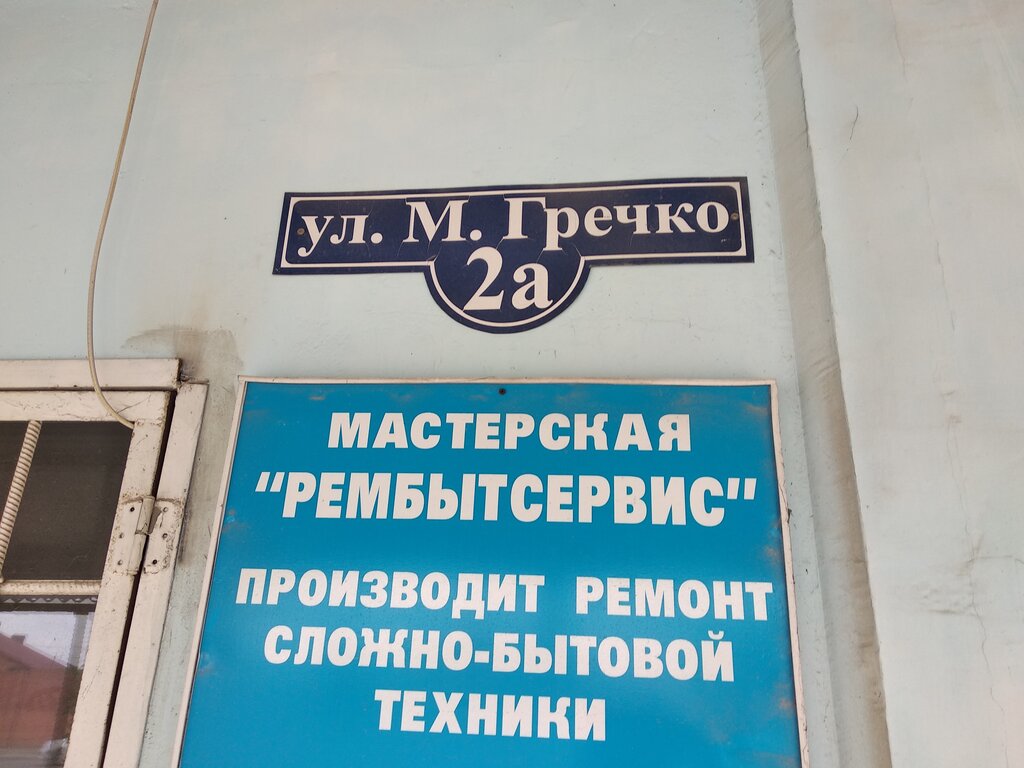 ул. М. Гречко
2а
МАСТЕРСКАЯ
"РЕМБЫТСЕРВИС"
ПРОИЗВОДИТ РЕМОНТ
СЛОЖНО-БЫТОВОЙ
ТЕХНИКИ